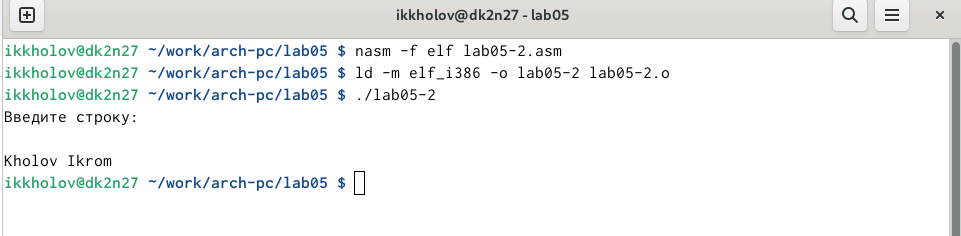 ikkholov@dk2n27 - lab05
ikkholov@dk2n27 ~/work/arch-pc/lab05 $ nasm -f elf lab05-2.asm
ikkholov@dk2n27 ~/work/arch-pc/lab05 $ ld -m elf_i386 -o lab05-2 lab05-2.o
ikkholov@dk2n27 ~/work/arch-pc/lab05 $ ./lab05-2
Введите строку:
Kholov Ikrom
ikkholov@dk2n27 ~/work/arch-pc/lab05 $